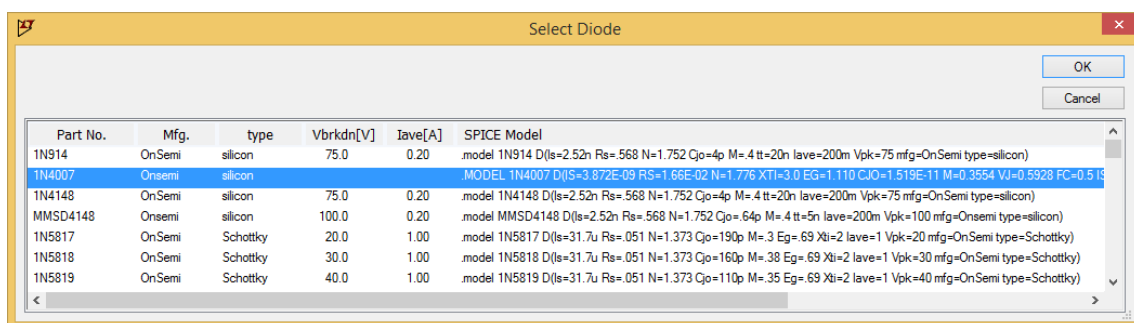 Select Diode
OK
Cancel
Part No. Mfg. type Vbrkdn[V] Iave[A] SPICE Model
1N914 OnSemi silicon 75.0 0.20 .model 1N914 D(Is=2.52n Rs=.568 N=1.752 Cjo=4p M=.4 tt=20n Iave=200m Vpk=75 mfg=OnSemi type=silicon)
1N4007 Onsemi silicon .MODEL 1N4007 D(IS=3.872E-09 RS=1.66E-02 N=1.776 XTI=3.0 EG=1.110 CJO=1.519E-11 M=0.3554 VJ=0.5928 FC=0.5 IS
1N4148 OnSemi silicon 75.0 0.20 .model 1N4148 D(Is=2.52n Rs=.568 N=1.752 Cjo=4p M=.4 tt=20n Iave=200m Vpk=75 mfg=OnSemi type=silicon)
MMSD4148 Onsemi silicon 100.0 0.20 .model MMSD4148 D(Is=2.52n Rs=.568 N=1.752 Cjo=.64p M=.4 tt=5n Iave=200m Vpk=100 mfg=Onsemi type=silicon)
1N5817 OnSemi Schottky 20.0 1.00 .model 1N5817 D(Is=31.7u Rs=.051 N=1.373 Cjo=190p M=.3 Eg=.69 Xti=2 Iave=1 Vpk=20 mfg=OnSemi type=Schottky)
1N5818 OnSemi Schottky 30.0 1.00 .model 1N5818 D(Is=31.7u Rs=.051 N=1.373 Cjo=160p M=.38 Eg=.69 Xti=2 Iave=1 Vpk=30 mfg=OnSemi type=Schottky)
1N5819 OnSemi Schottky 40.0 1.00 .model 1N5819 D(Is=31.7u Rs=.051 N=1.373 Cjo=110p M=.35 Eg=.69 Xti=2 Iave=1 Vpk=40 mfg=OnSemi type=Schottky)